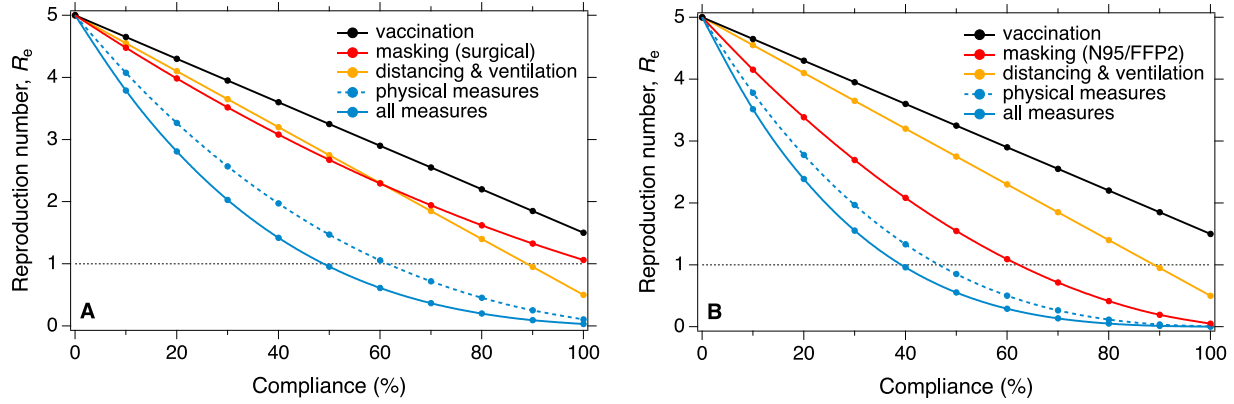 5
4
3
2
1
0
Reproduction number, Re
vaccination
masking (surgical)
distancing & ventilation
physical measures
all measures
A
0
20
40
60
80
100
Compliance (%)
5
4
3
2
1
0
Reproduction number, Re
vaccination
masking (N95/FFP2)
distancing & ventilation
physical measures
all measures
B
0
20
40
60
80
100
Compliance (%)